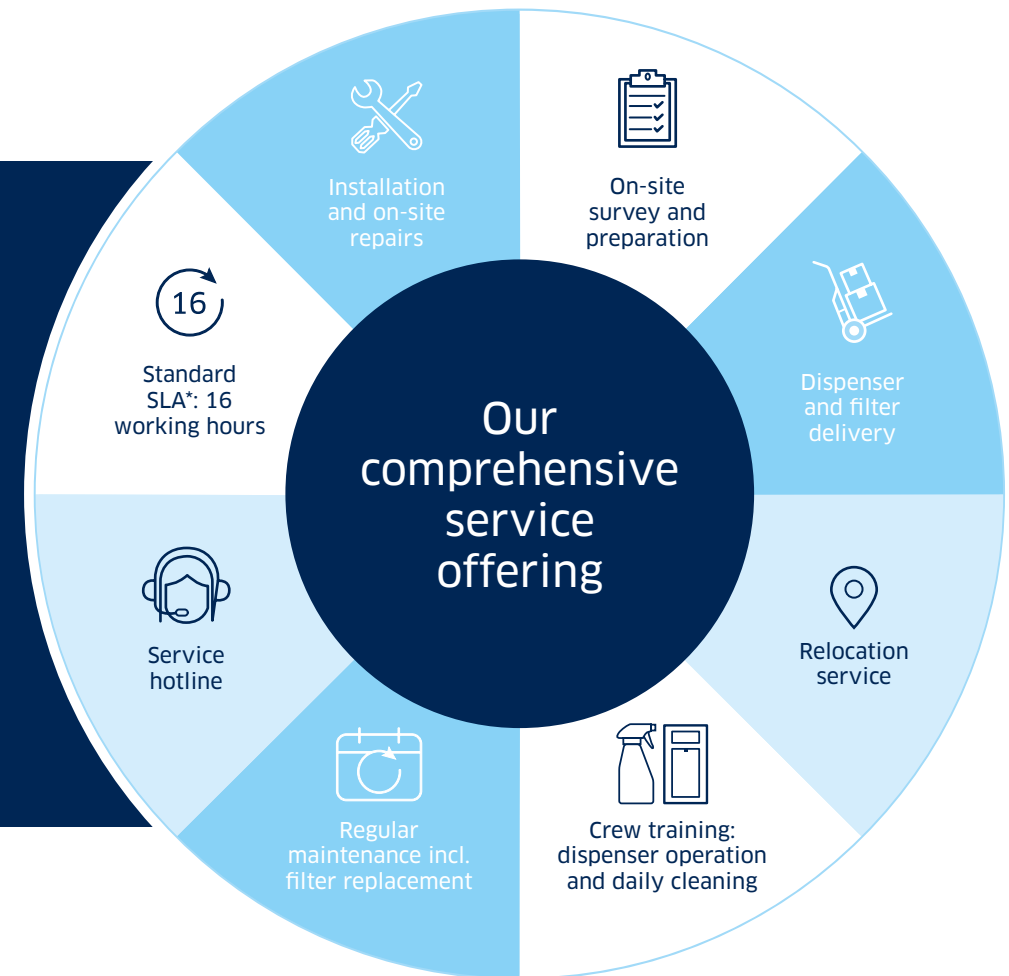 Our
comprehensive
service
offering
On-site
survey and
preparation
Dispenser
and filter
delivery
Relocation
service
Crew training:
dispenser operation
and daily cleaning
Regular
maintenance incl.
filter replacement
Service
hotline
16
Standard
SLA*: 16
working hours
Installation
and on-site
repairs